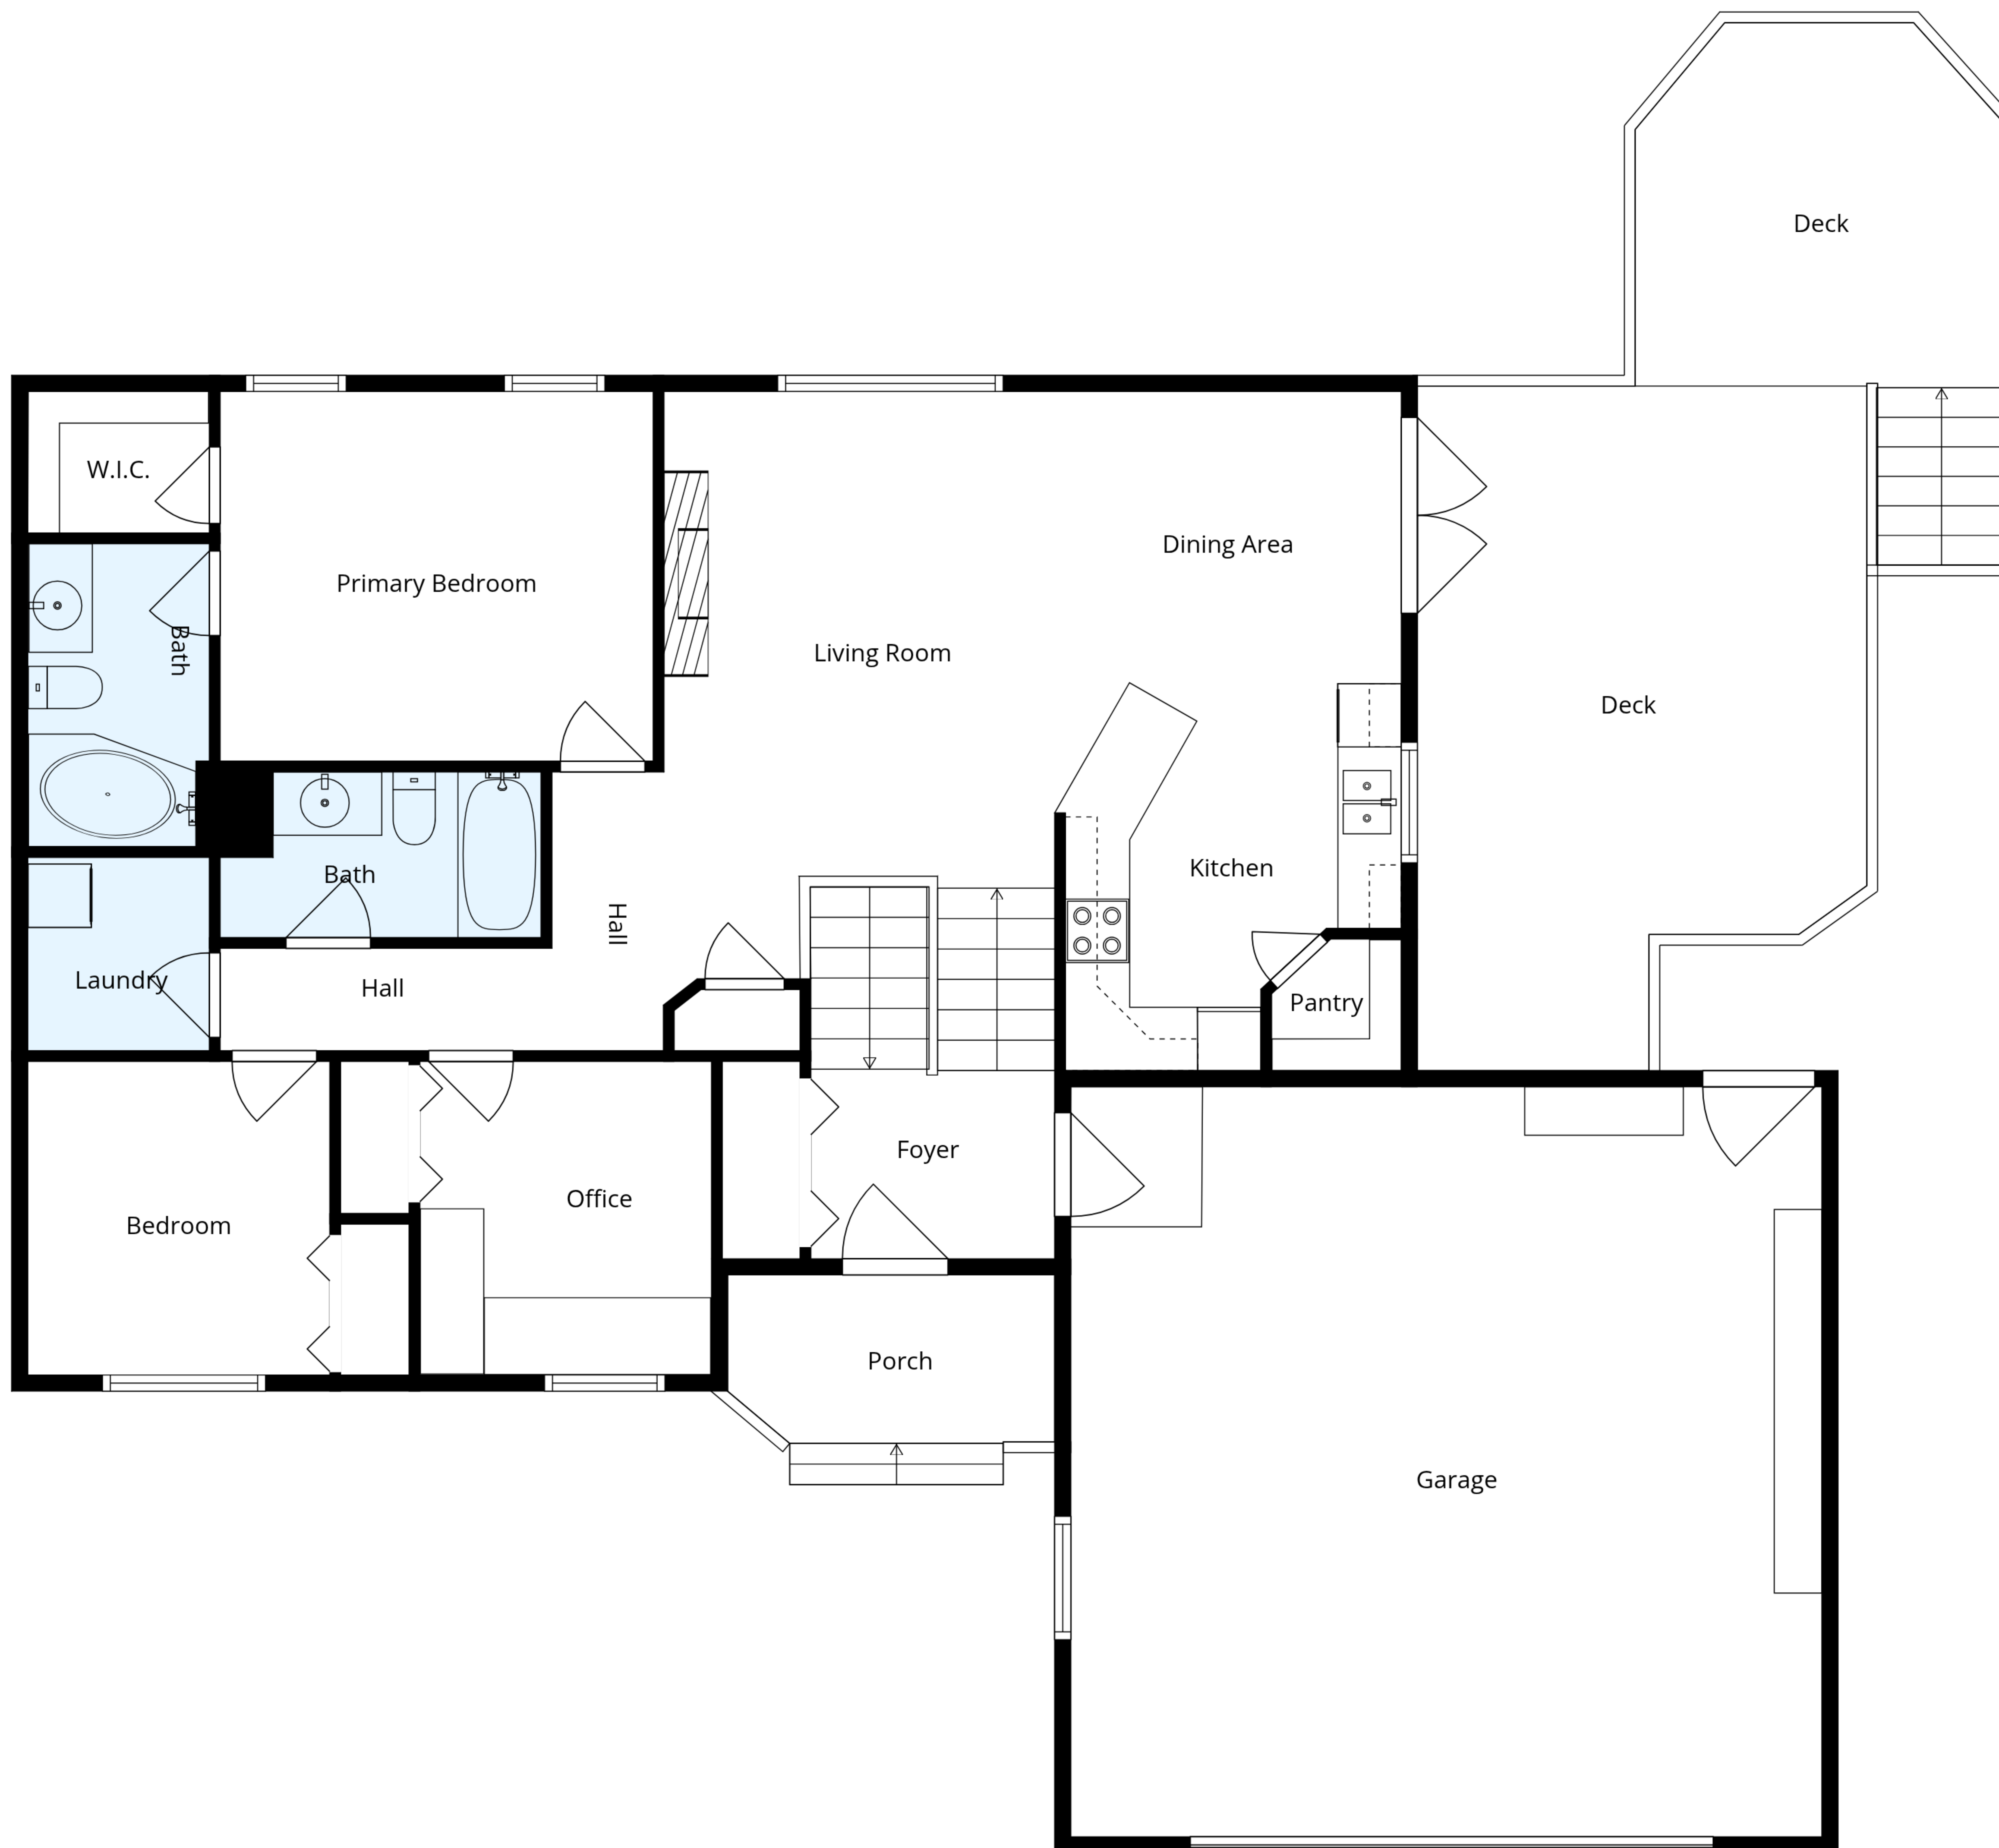 Deck
W.I.C.
Dining Area
Primary Bedroom
Bath
Living Room
Deck
Kitchen
Bath
Hall
Laundry
Hall
Pantry
Foyer
Office
Bedroom
Porch
Garage